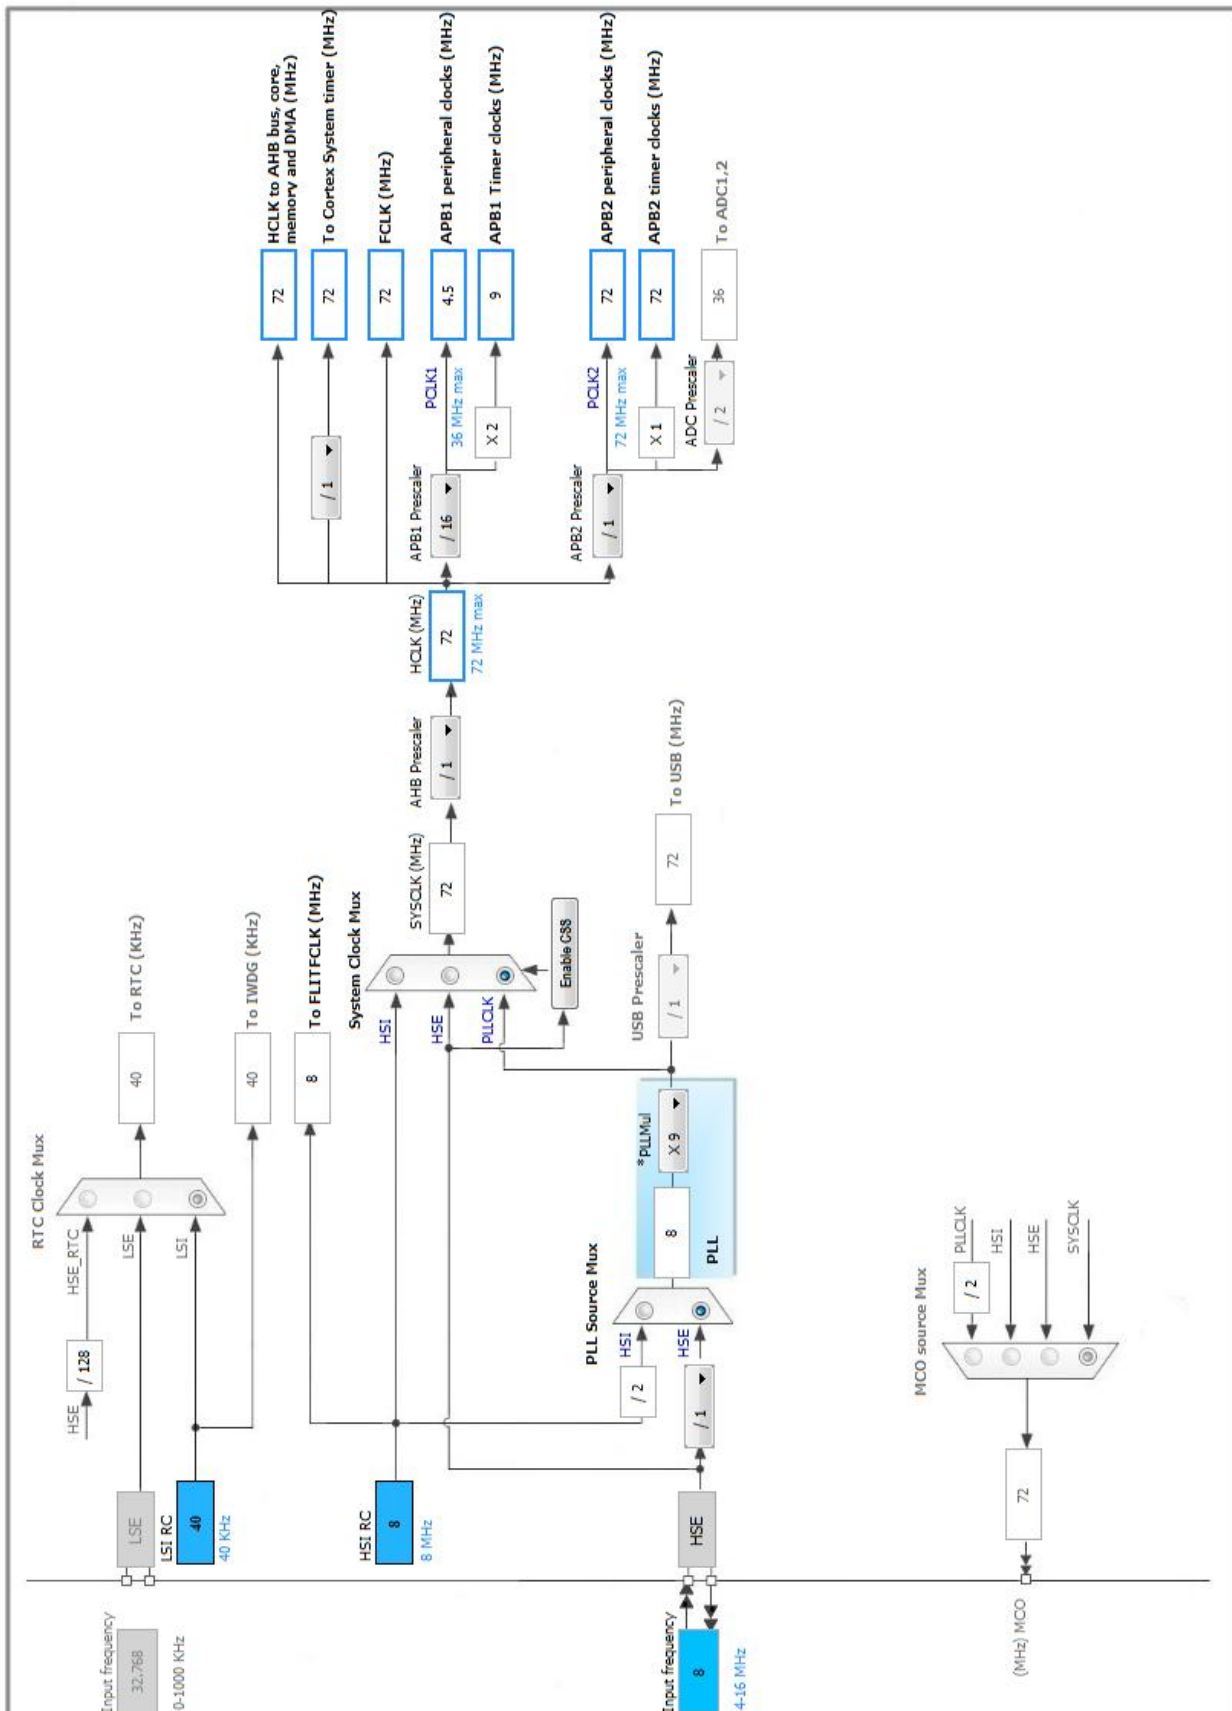 RTC Clock Mux
HSE
/ 128
HSE_RTC
LSE
LSI
40
To RTC (KHz)
Input frequency
32.768
0-1000 KHz
LSE
LSI RC
40
40 KHz
40
To IWDG (KHz)
8
To FLITFCLK (MHz)
HSI RC
8
8 MHz
System Clock Mux
HSI
HSE
PLLCLK
Enable CSS
SYSCLK (MHz)
72
AHB Prescaler
/ 1
HCLK (MHz)
72
72 MHz max
72
HCLK to AHB bus, core,
memory and DMA (MHz)
/ 1
72
To Cortex System timer (MHz)
72
FCLK (MHz)
APB1 Prescaler
/ 16
PCLK1
36 MHz max
4.5
APB1 peripheral clocks (MHz)
X 2
9
APB1 Timer clocks (MHz)
APB2 Prescaler
/ 1
PCLK2
72 MHz max
72
APB2 peripheral clocks (MHz)
X 1
72
APB2 timer clocks (MHz)
ADC Prescaler
/ 2
36
To ADC1,2
PLL Source Mux
HSI
/ 2
HSE
/ 1
8
*PLLMul
X 9
PLL
USB Prescaler
/ 1
72
To USB (MHz)
Input frequency
8
4-16 MHz
HSE
MCO source Mux
PLLCLK
/ 2
HSI
HSE
SYSCLK
72
(MHz) MCO